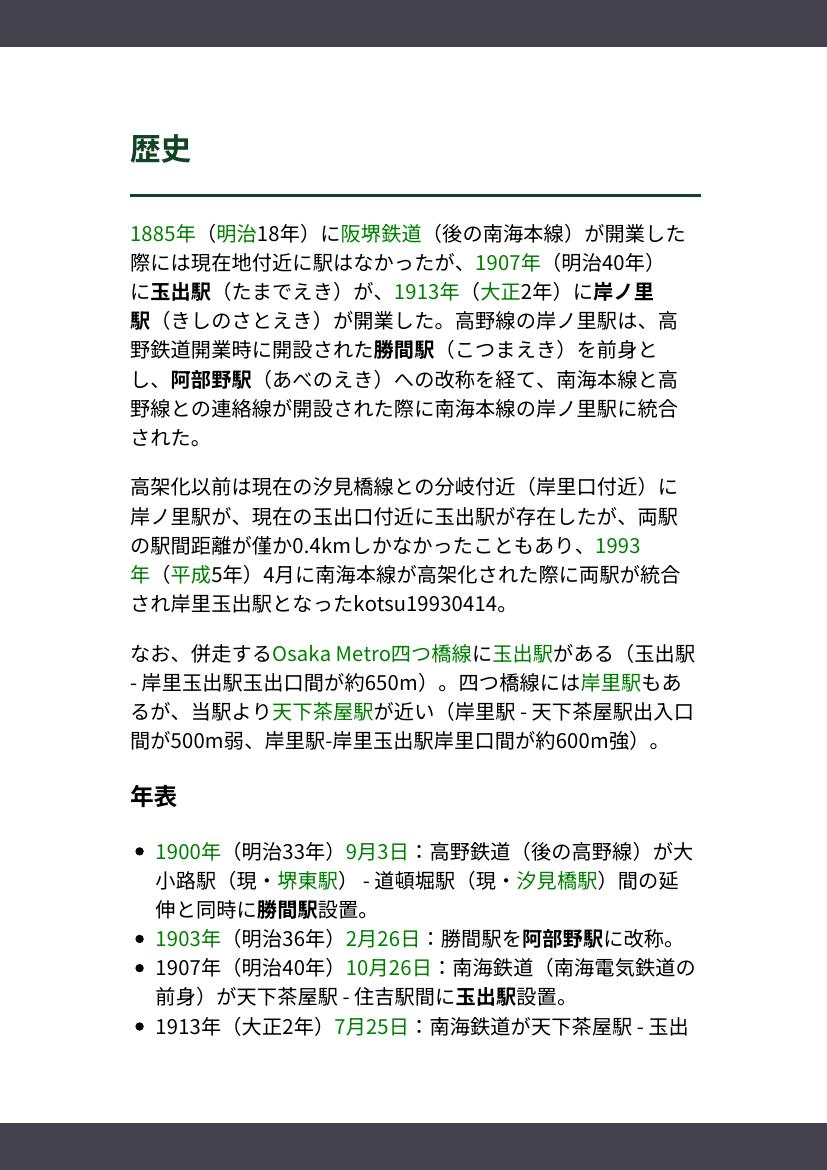 歴史
1885年（明治18年）に阪堺鉄道（後の南海本線）が開業した
際には現在地付近に駅はなかったが、1907年（明治40年）
に玉出駅（たまでえき）が、1913年（大正2年）に岸ノ里
駅（きしのさとえき）が開業した。高野線の岸ノ里駅は、高
野鉄道開業時に開設された勝間駅（こつまえき）を前身と
し、阿部野駅（あべのえき）への改称を経て、南海本線と高
野線との連絡線が開設された際に南海本線の岸ノ里駅に統合
された。
高架化以前は現在の汐見橋線との分岐付近（岸里口付近）に
岸ノ里駅が、現在の玉出口付近に玉出駅が存在したが、両駅
の駅間距離が僅か0.4kmしかなかったこともあり、1993
年（平成5年）4月に南海本線が高架化された際に両駅が統合
され岸里玉出駅となったkotsu19930414。
なお、併走するOsaka Metro四つ橋線に玉出駅がある（玉出駅
- 岸里玉出駅玉出口間が約650m）。四つ橋線には岸里駅もあ
るが、当駅より天下茶屋駅が近い（岸里駅 - 天下茶屋駅出入口
間が500m弱、岸里駅-岸里玉出駅岸里口間が約600m強）。
年表
• 1900年（明治33年）9月3日：高野鉄道（後の高野線）が大
小路駅（現・堺東駅） - 道頓堀駅（現・汐見橋駅）間の延
伸と同時に勝間駅設置。
• 1903年（明治36年）2月26日：勝間駅を阿部野駅に改称。
• 1907年（明治40年）10月26日：南海鉄道（南海電気鉄道の
前身）が天下茶屋駅 - 住吉駅間に玉出駅設置。
• 1913年（大正2年）7月25日：南海鉄道が天下茶屋駅 - 玉出